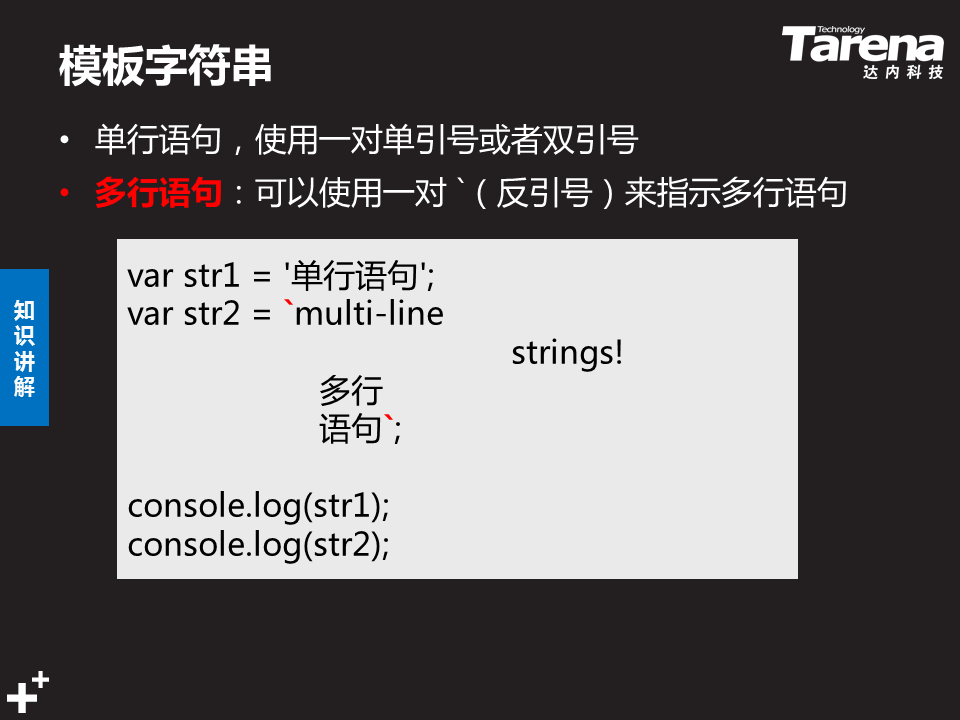 模板字符串
Technology
Tarena
达内科技
• 单行语句，使用一对单引号或者双引号
• 多行语句：可以使用一对 `（反引号）来指示多行语句
知识讲解
var str1 = '单行语句';
var str2 = `multi-line
strings!
多行
语句`;
console.log(str1);
console.log(str2);